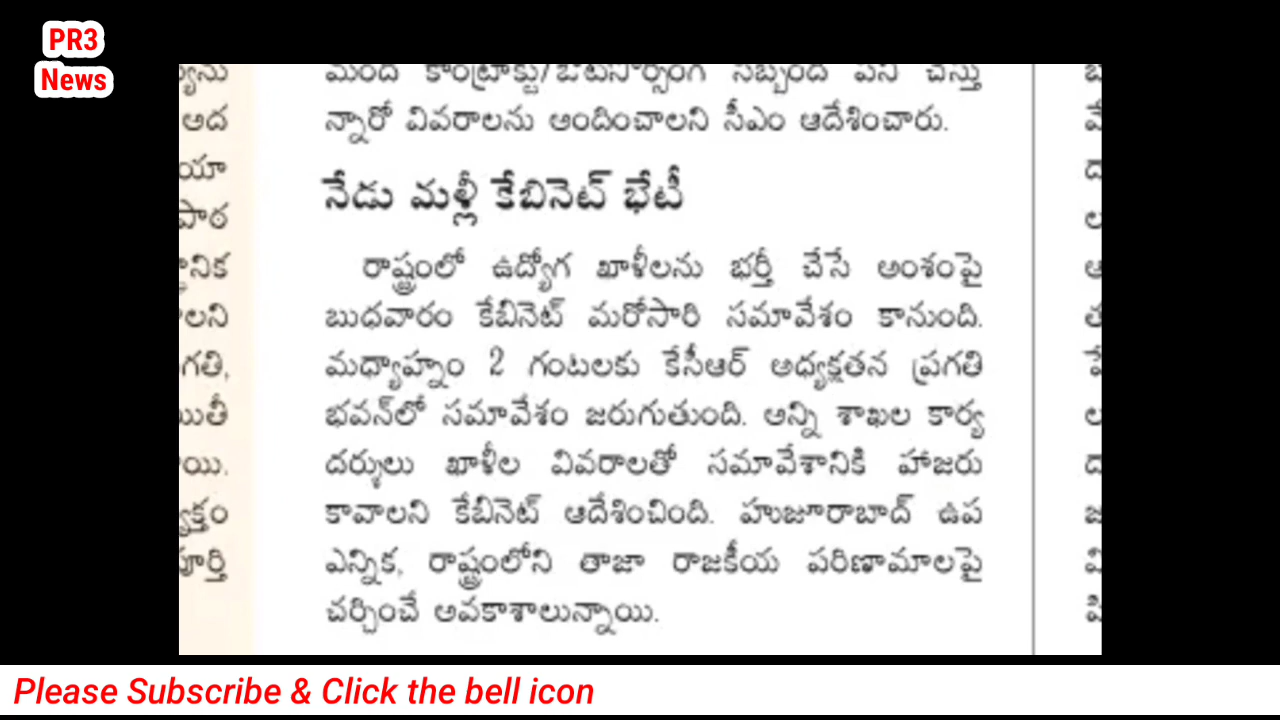 PR3
News
మంది కాంట్రాక్టు/ఔట్‌సోర్సింగ్ సిబ్బంది పని చేస్తు
న్నారో వివరాలను అందించాలని సీఎం ఆదేశించారు.
నేడు మళ్లీ కేబినెట్ భేటీ
రాష్ట్రంలో ఉద్యోగ ఖాళీలను భర్తీ చేసే అంశంపై
బుధవారం కేబినెట్ మరోసారి సమావేశం కానుంది.
మధ్యాహ్నం 2 గంటలకు కేసీఆర్ అధ్యక్షతన ప్రగతి
భవన్‌లో సమావేశం జరుగుతుంది. అన్ని శాఖల కార్య
దర్శులు ఖాళీల వివరాలతో సమావేశానికి హాజరు
కావాలని కేబినెట్ ఆదేశించింది. హుజూరాబాద్ ఉప
ఎన్నిక, రాష్ట్రంలోని తాజా రాజకీయ పరిణామాలపై
చర్చించే అవకాశాలున్నాయి.
Please Subscribe & Click the bell icon